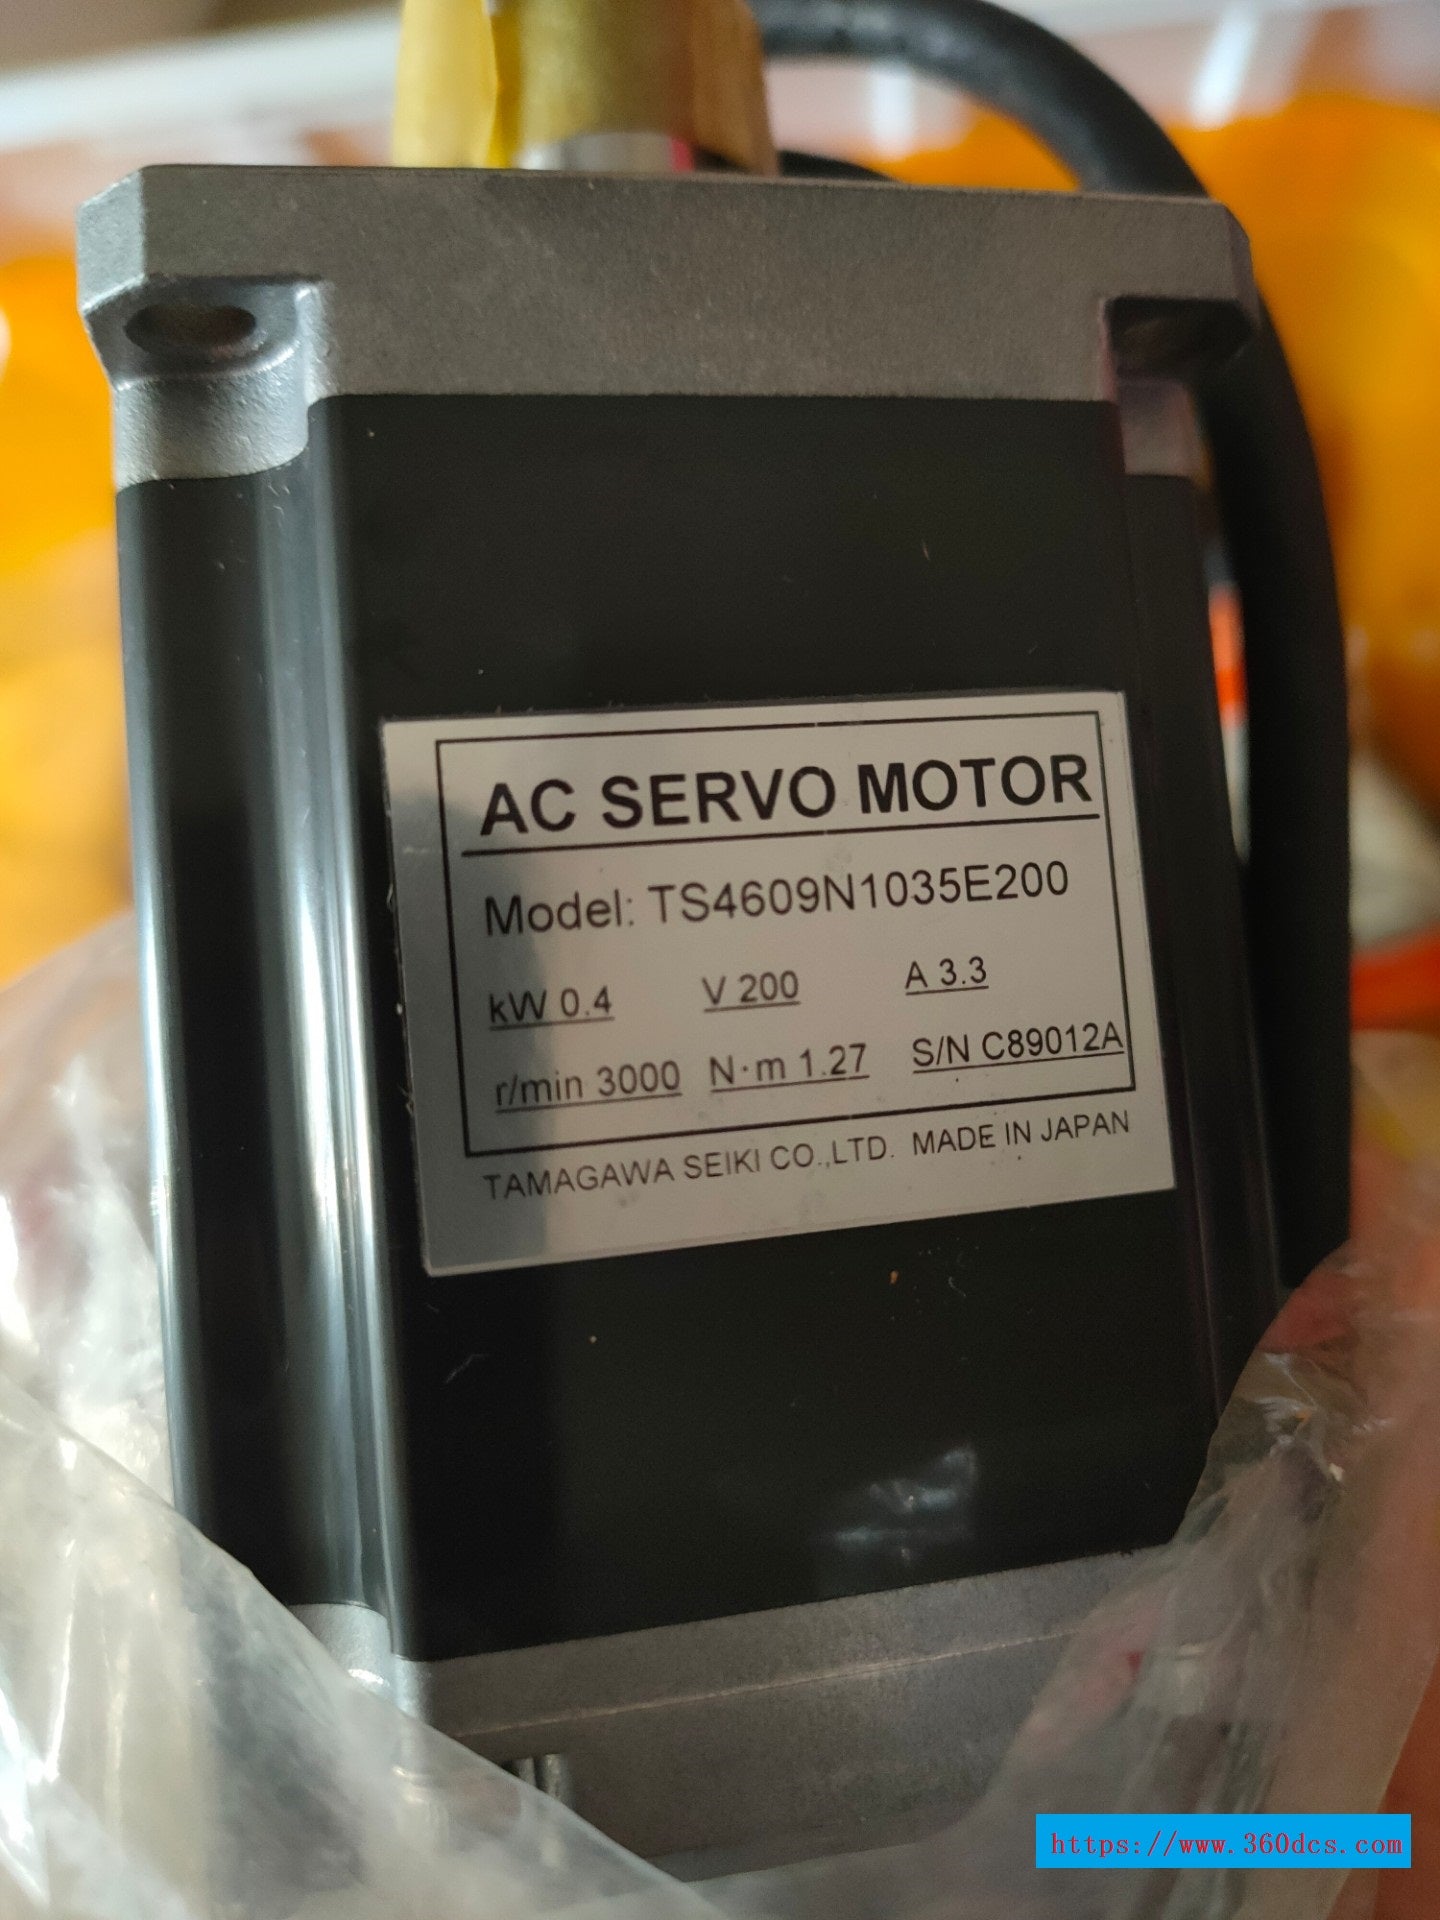 AC SERVO MOTOR
Model: TS4609N1035E200
kW 0.4 V 200 A 3.3
r/min 3000 N·m 1.27 S/N C89012A
TAMAGAWA SEIKI CO.,LTD. MADE IN JAPAN
https://www.360dcs.com